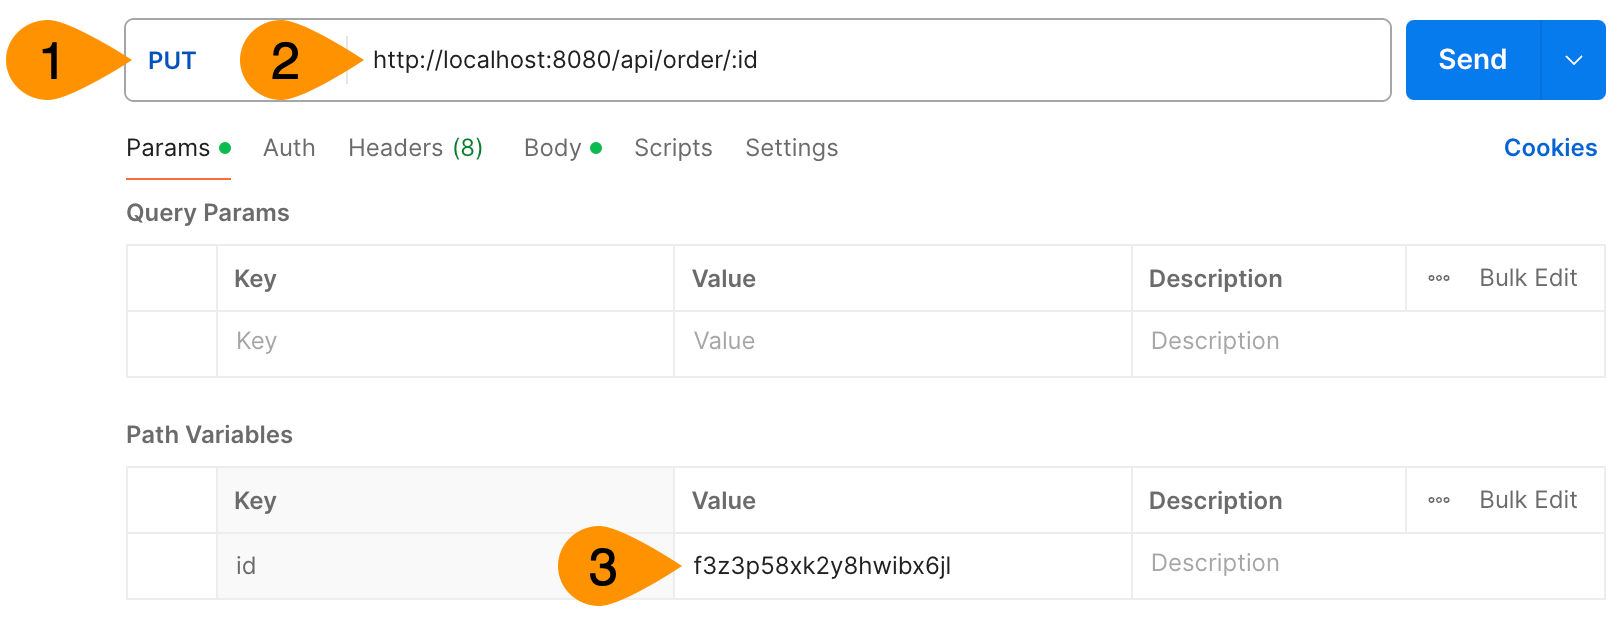 1 PUT 2 http://localhost:8080/api/order/:id Send
Params Auth Headers (8) Body Scripts Settings Cookies
Query Params
Key Value Description Bulk Edit
Key Value Description
Path Variables
Key Value Description Bulk Edit
id 3 f3z3p58xk2y8hwibx6jl Description